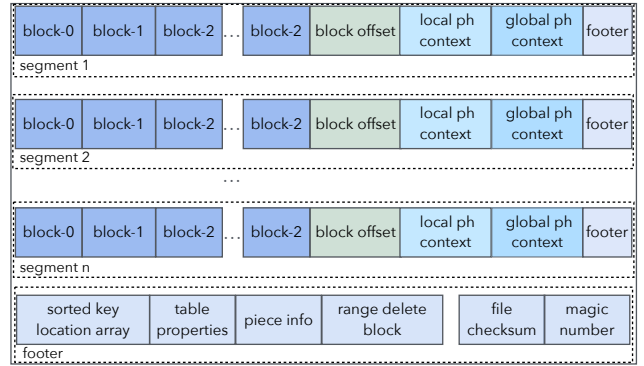 block-0 block-1 block-2 ... block-2 block offset local ph context global ph context footer
segment 1
block-0 block-1 block-2 ... block-2 block offset local ph context global ph context footer
segment 2
...
block-0 block-1 block-2 ... block-2 block offset local ph context global ph context footer
segment n
sorted key location array table properties piece info range delete block file checksum magic number
footer